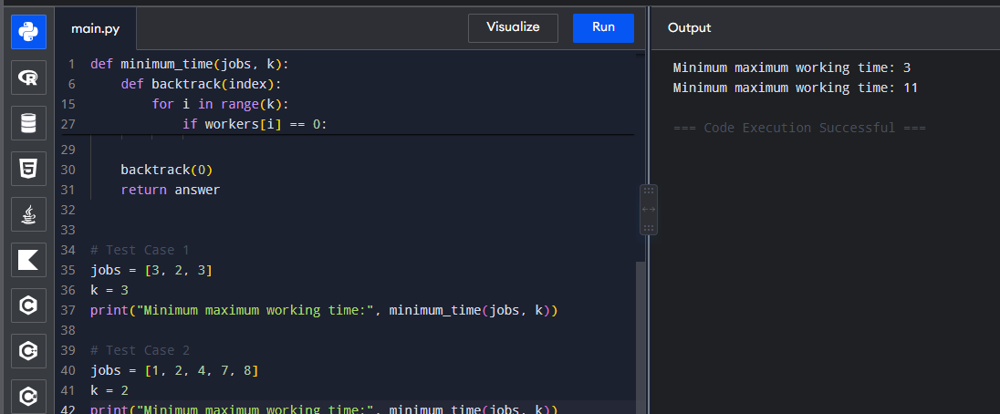 main.py
Visualize
Run
Output
1 def minimum_time(jobs, k):
6 def backtrack(index):
15 for i in range(k):
27 if workers[i] == 0:
29
30 backtrack(0)
31 return answer
32
33
34 # Test Case 1
35 jobs = [3, 2, 3]
36 k = 3
37 print("Minimum maximum working time:", minimum_time(jobs, k))
38
39 # Test Case 2
40 jobs = [1, 2, 4, 7, 8]
41 k = 2
42 print("Minimum maximum working time:", minimum_time(jobs, k))
Minimum maximum working time: 3
Minimum maximum working time: 11
=== Code Execution Successful ===